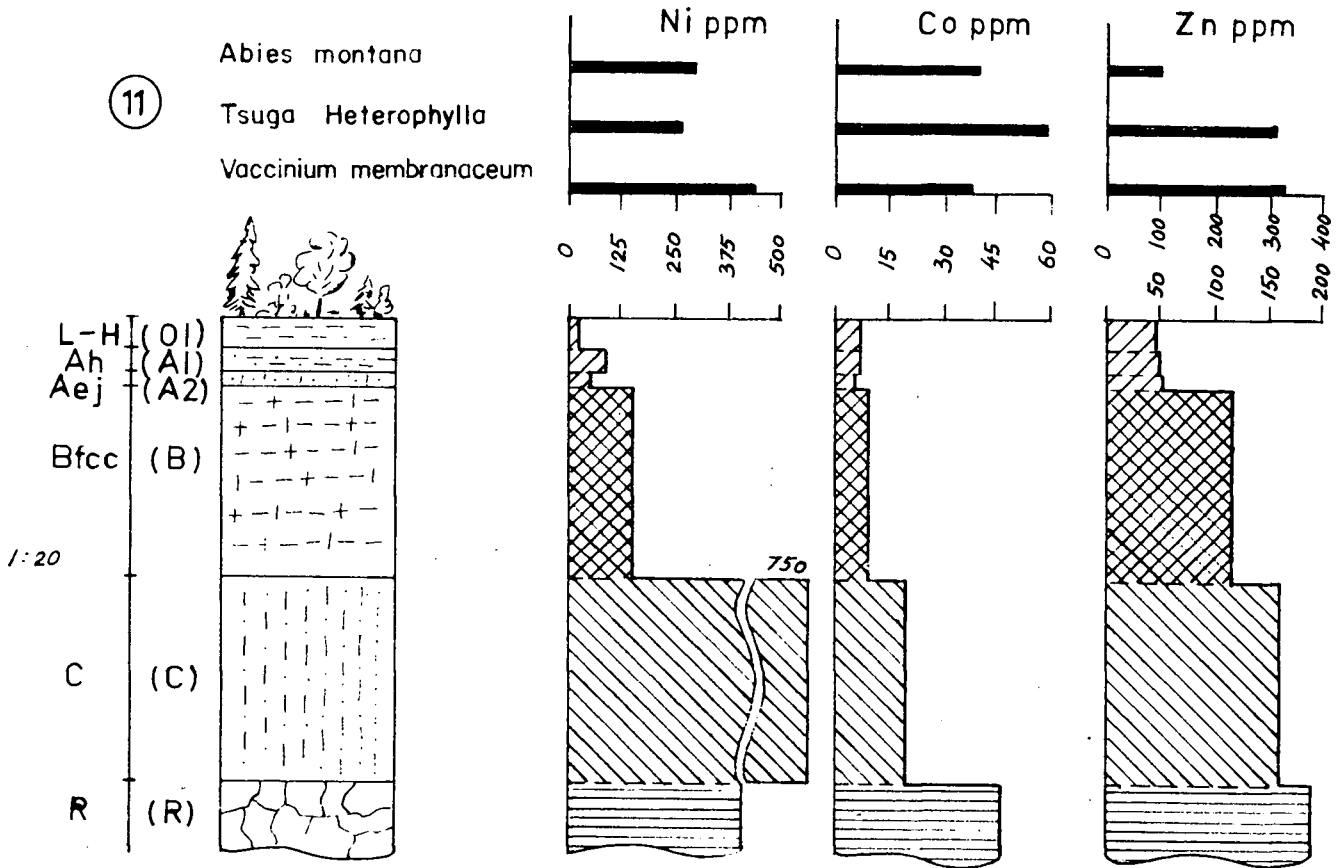 Ni ppm
Co ppm
Zn ppm
11
Abies montana
Tsuga Heterophylla
Vaccinium membranaceum
0 125 250 375 500
0 15 30 45 60
0 100 200 300 400
0 50 100 150 200
L-H (O1)
Ah (A1)
Aej (A2)
Bfcc (B)
1:20
750
C (C)
R (R)